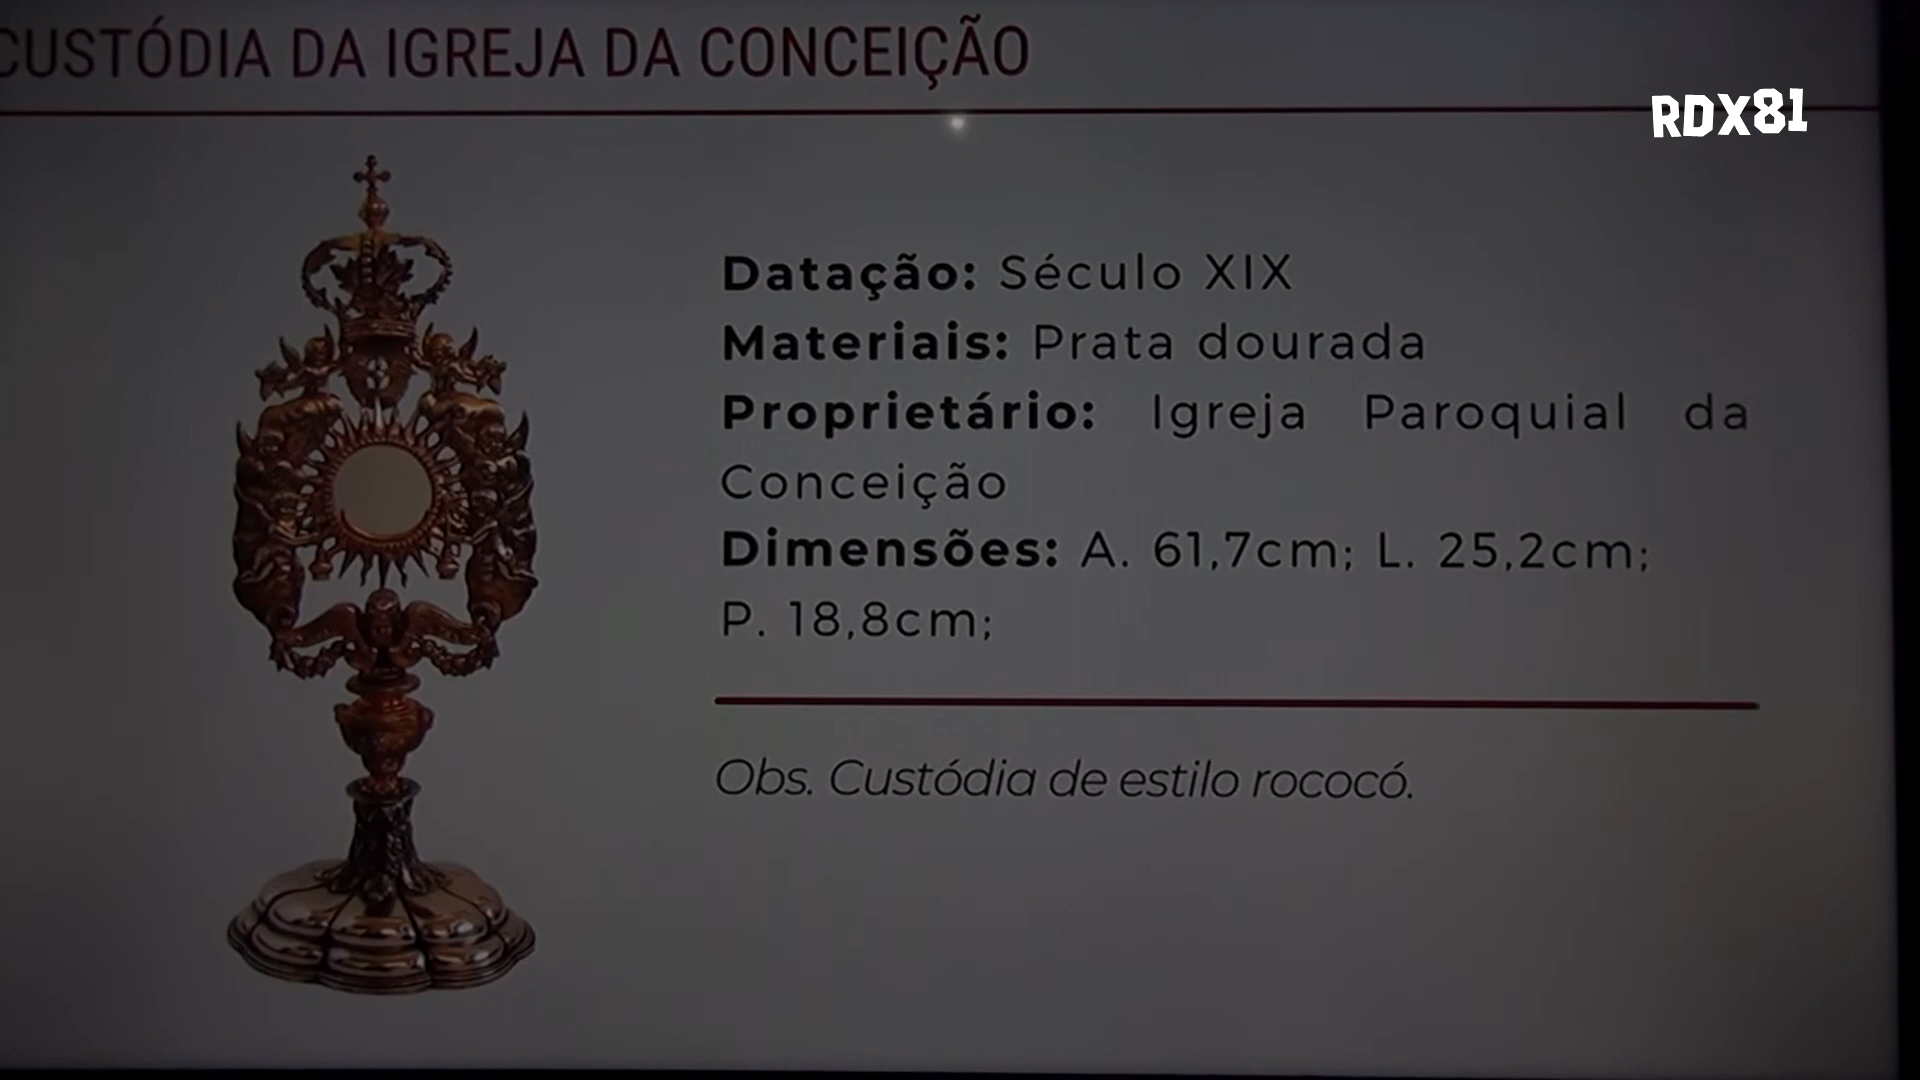 CUSTÓDIA DA IGREJA DA CONCEIÇÃO
RDX81
Datação: Século XIX
Materiais: Prata dourada
Proprietário: Igreja Paroquial da
Conceição
Dimensões: A. 61,7cm; L. 25,2cm;
P. 18,8cm;
Obs. Custódia de estilo rococó.